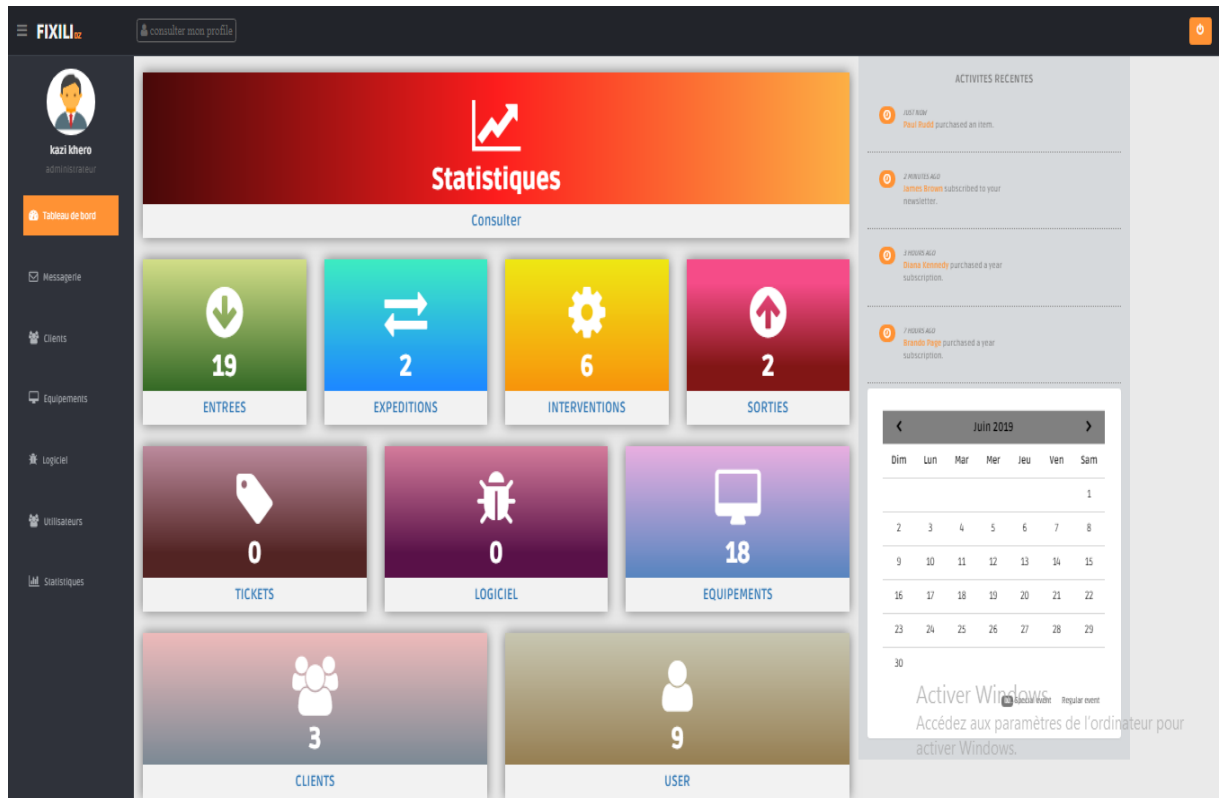 FIXILI DZ
consulter mon profile
kazi khero
administrateur
Tableau de bord
Messagerie
Clients
Equipements
Logiciel
Utilisateurs
Statistiques
Statistiques
Consulter
19
ENTREES
2
EXPEDITIONS
6
INTERVENTIONS
2
SORTIES
0
TICKETS
0
LOGICIEL
18
EQUIPEMENTS
3
CLIENTS
9
USER
ACTIVITES RECENTES
JUST NOW
Paul Rudd purchased an item.
2 MINUTES AGO
James Brown subscribed to your
newsletter.
3 HOURS AGO
Diana Kennedy purchased a year
subscription.
7 HOURS AGO
Brando Page purchased a year
subscription.
Juin 2019
Dim Lun Mar Mer Jeu Ven Sam
1
2 3 4 5 6 7 8
9 10 11 12 13 14 15
16 17 18 19 20 21 22
23 24 25 26 27 28 29
30
Special event Regular event
Activer Windows
Accédez aux paramètres de l'ordinateur pour
activer Windows.